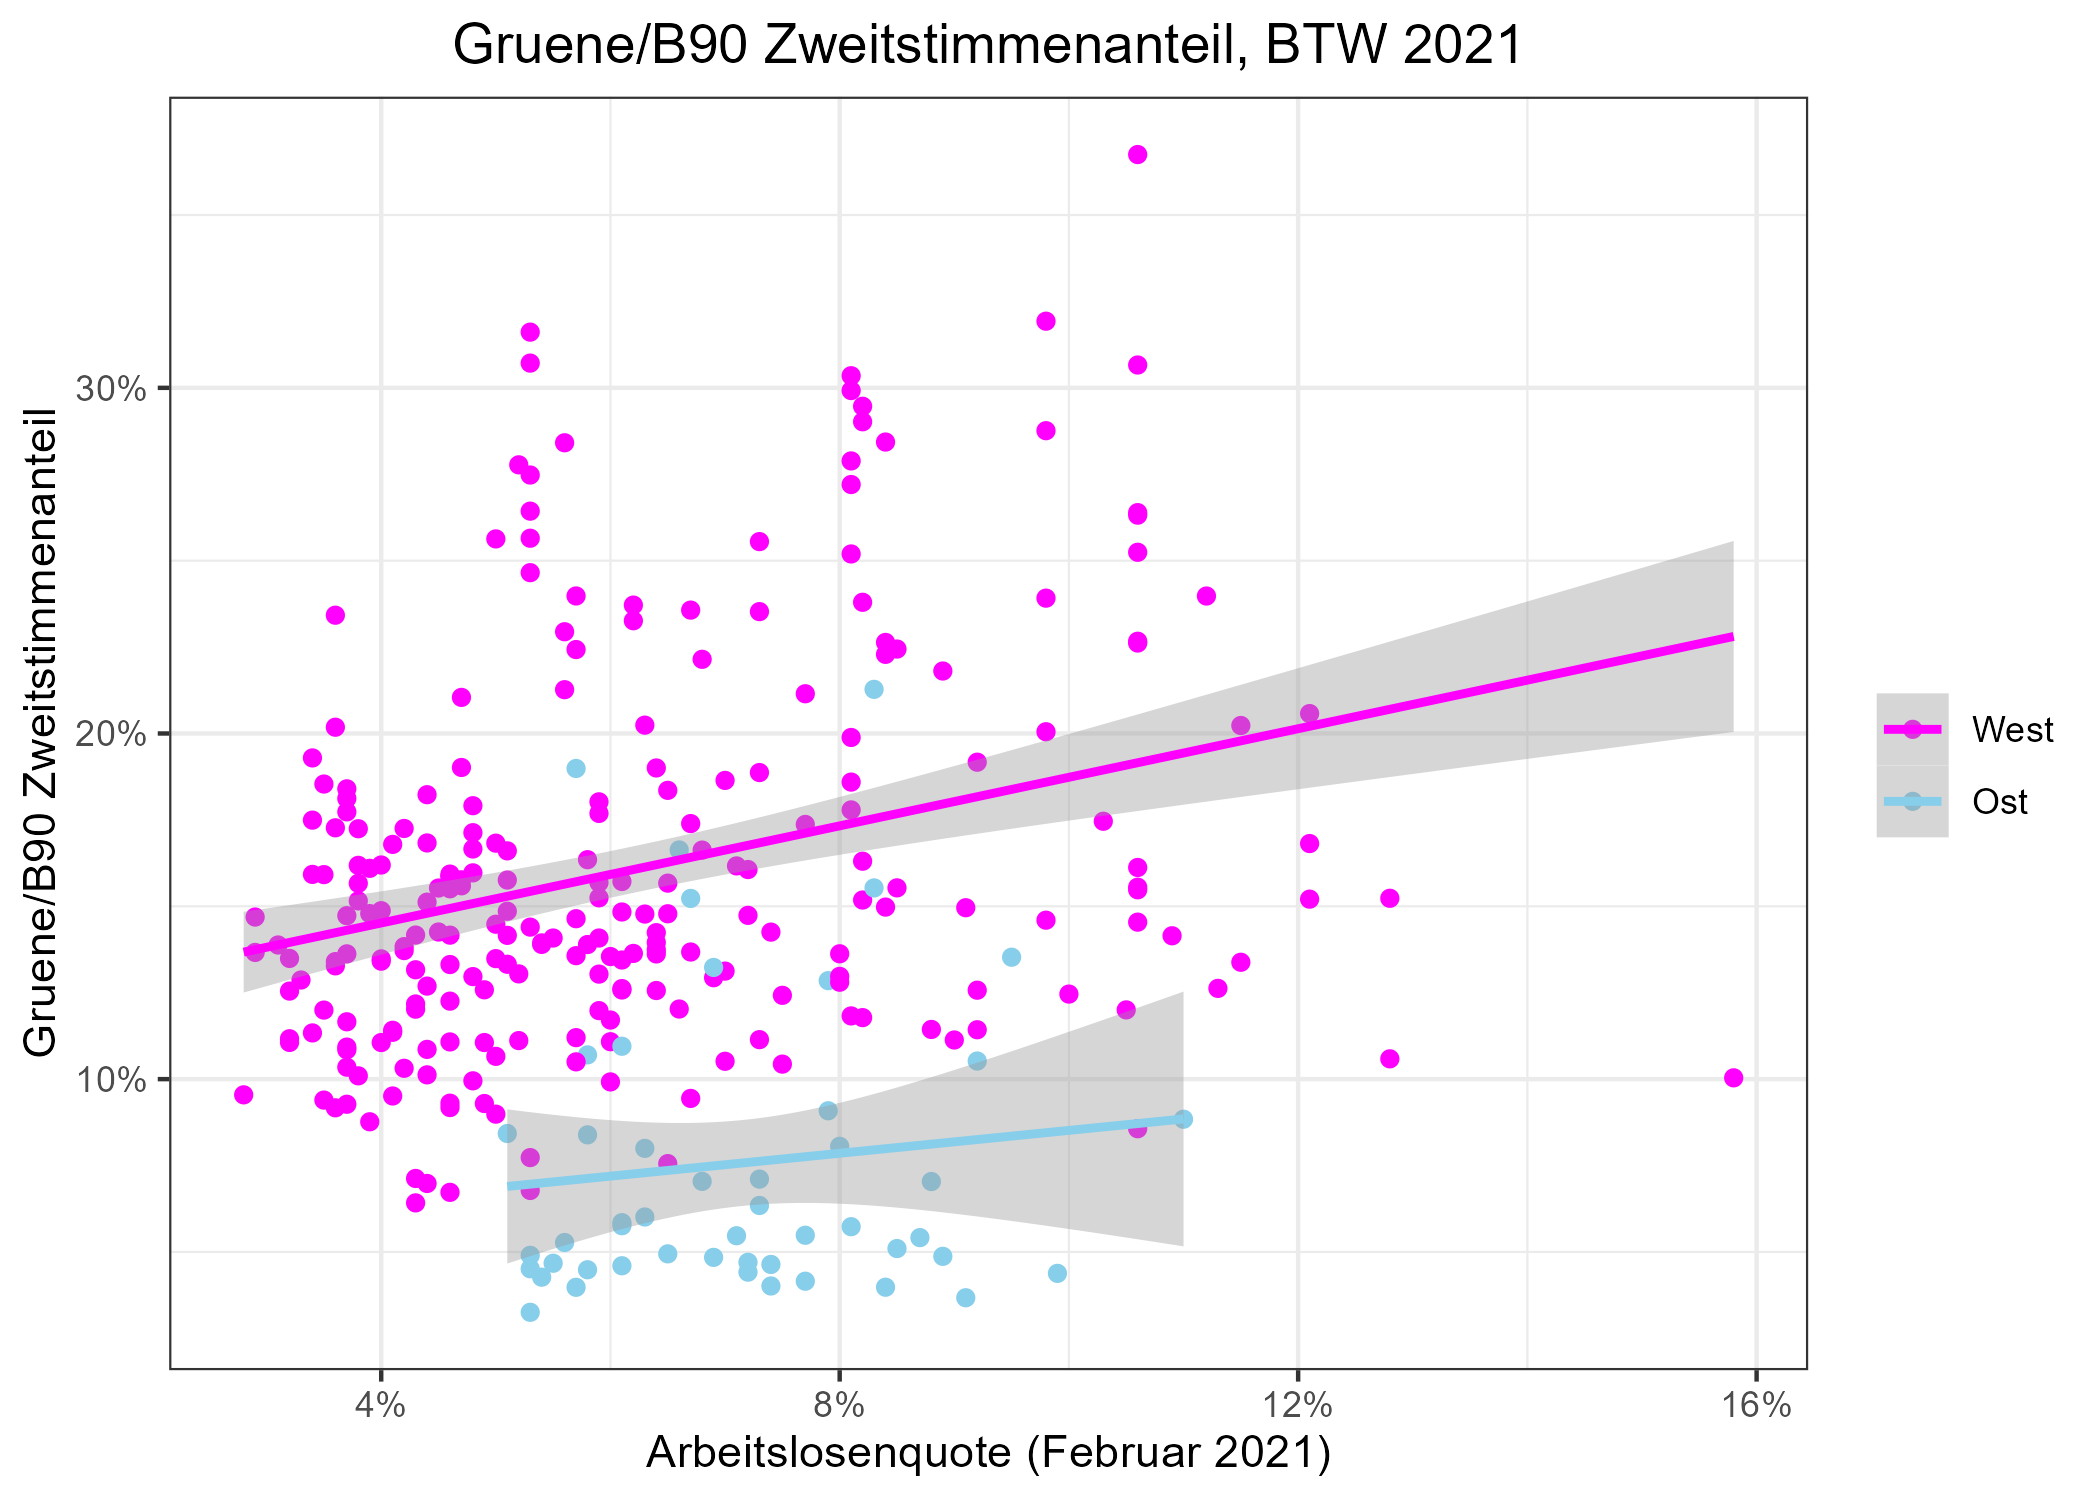 Gruene/B90 Zweitstimmenanteil, BTW 2021
Gruene/B90 Zweitstimmenanteil
30%
20%
10%
4%
8%
12%
16%
Arbeitslosenquote (Februar 2021)
West
Ost